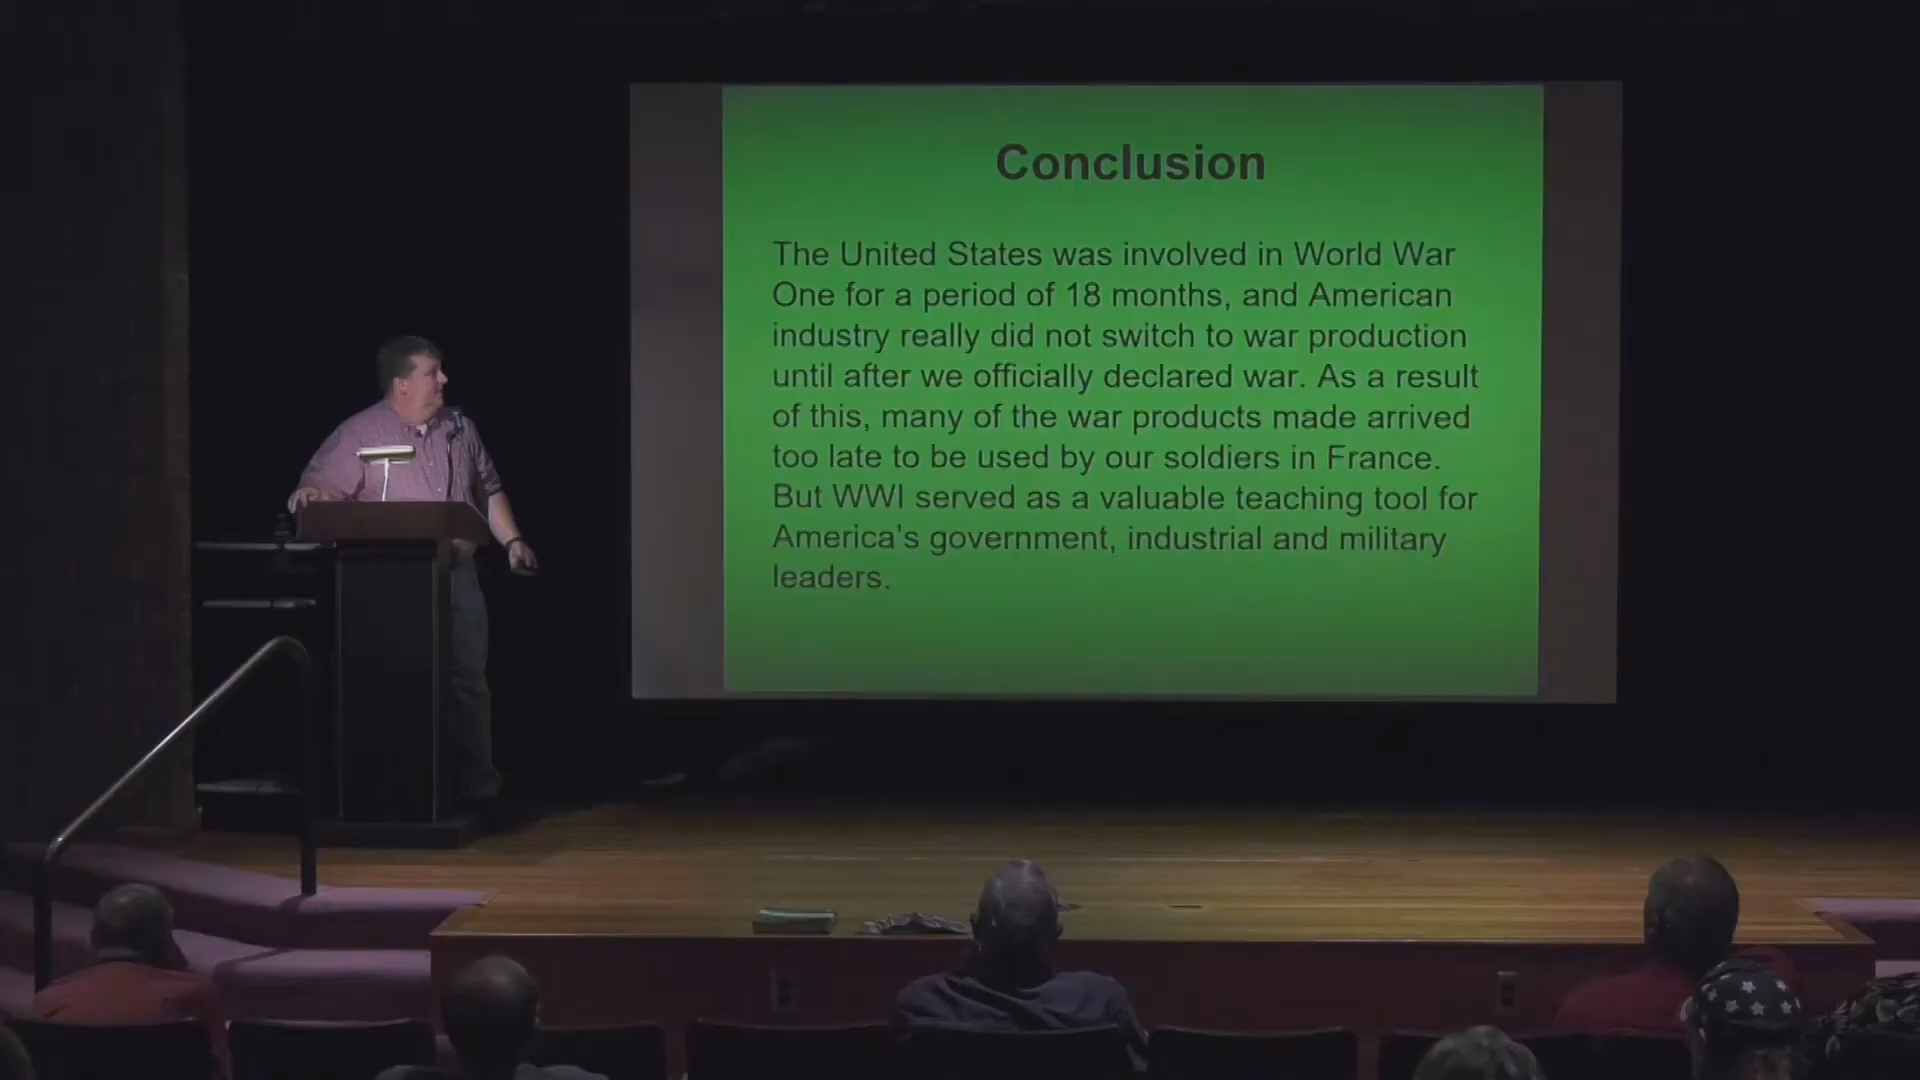 Conclusion
The United States was involved in World War
One for a period of 18 months, and American
industry really did not switch to war production
until after we officially declared war. As a result
of this, many of the war products made arrived
too late to be used by our soldiers in France.
But WWI served as a valuable teaching tool for
America's government, industrial and military
leaders.